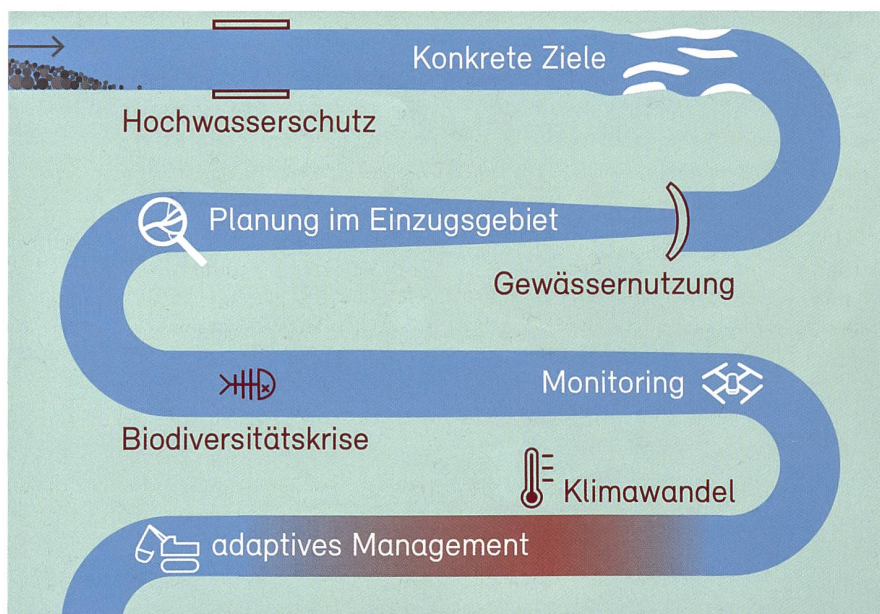 Konkrete Ziele
Hochwasserschutz
Planung im Einzugsgebiet
Gewässernutzung
Monitoring
Biodiversitätskrise
Klimawandel
adaptives Management